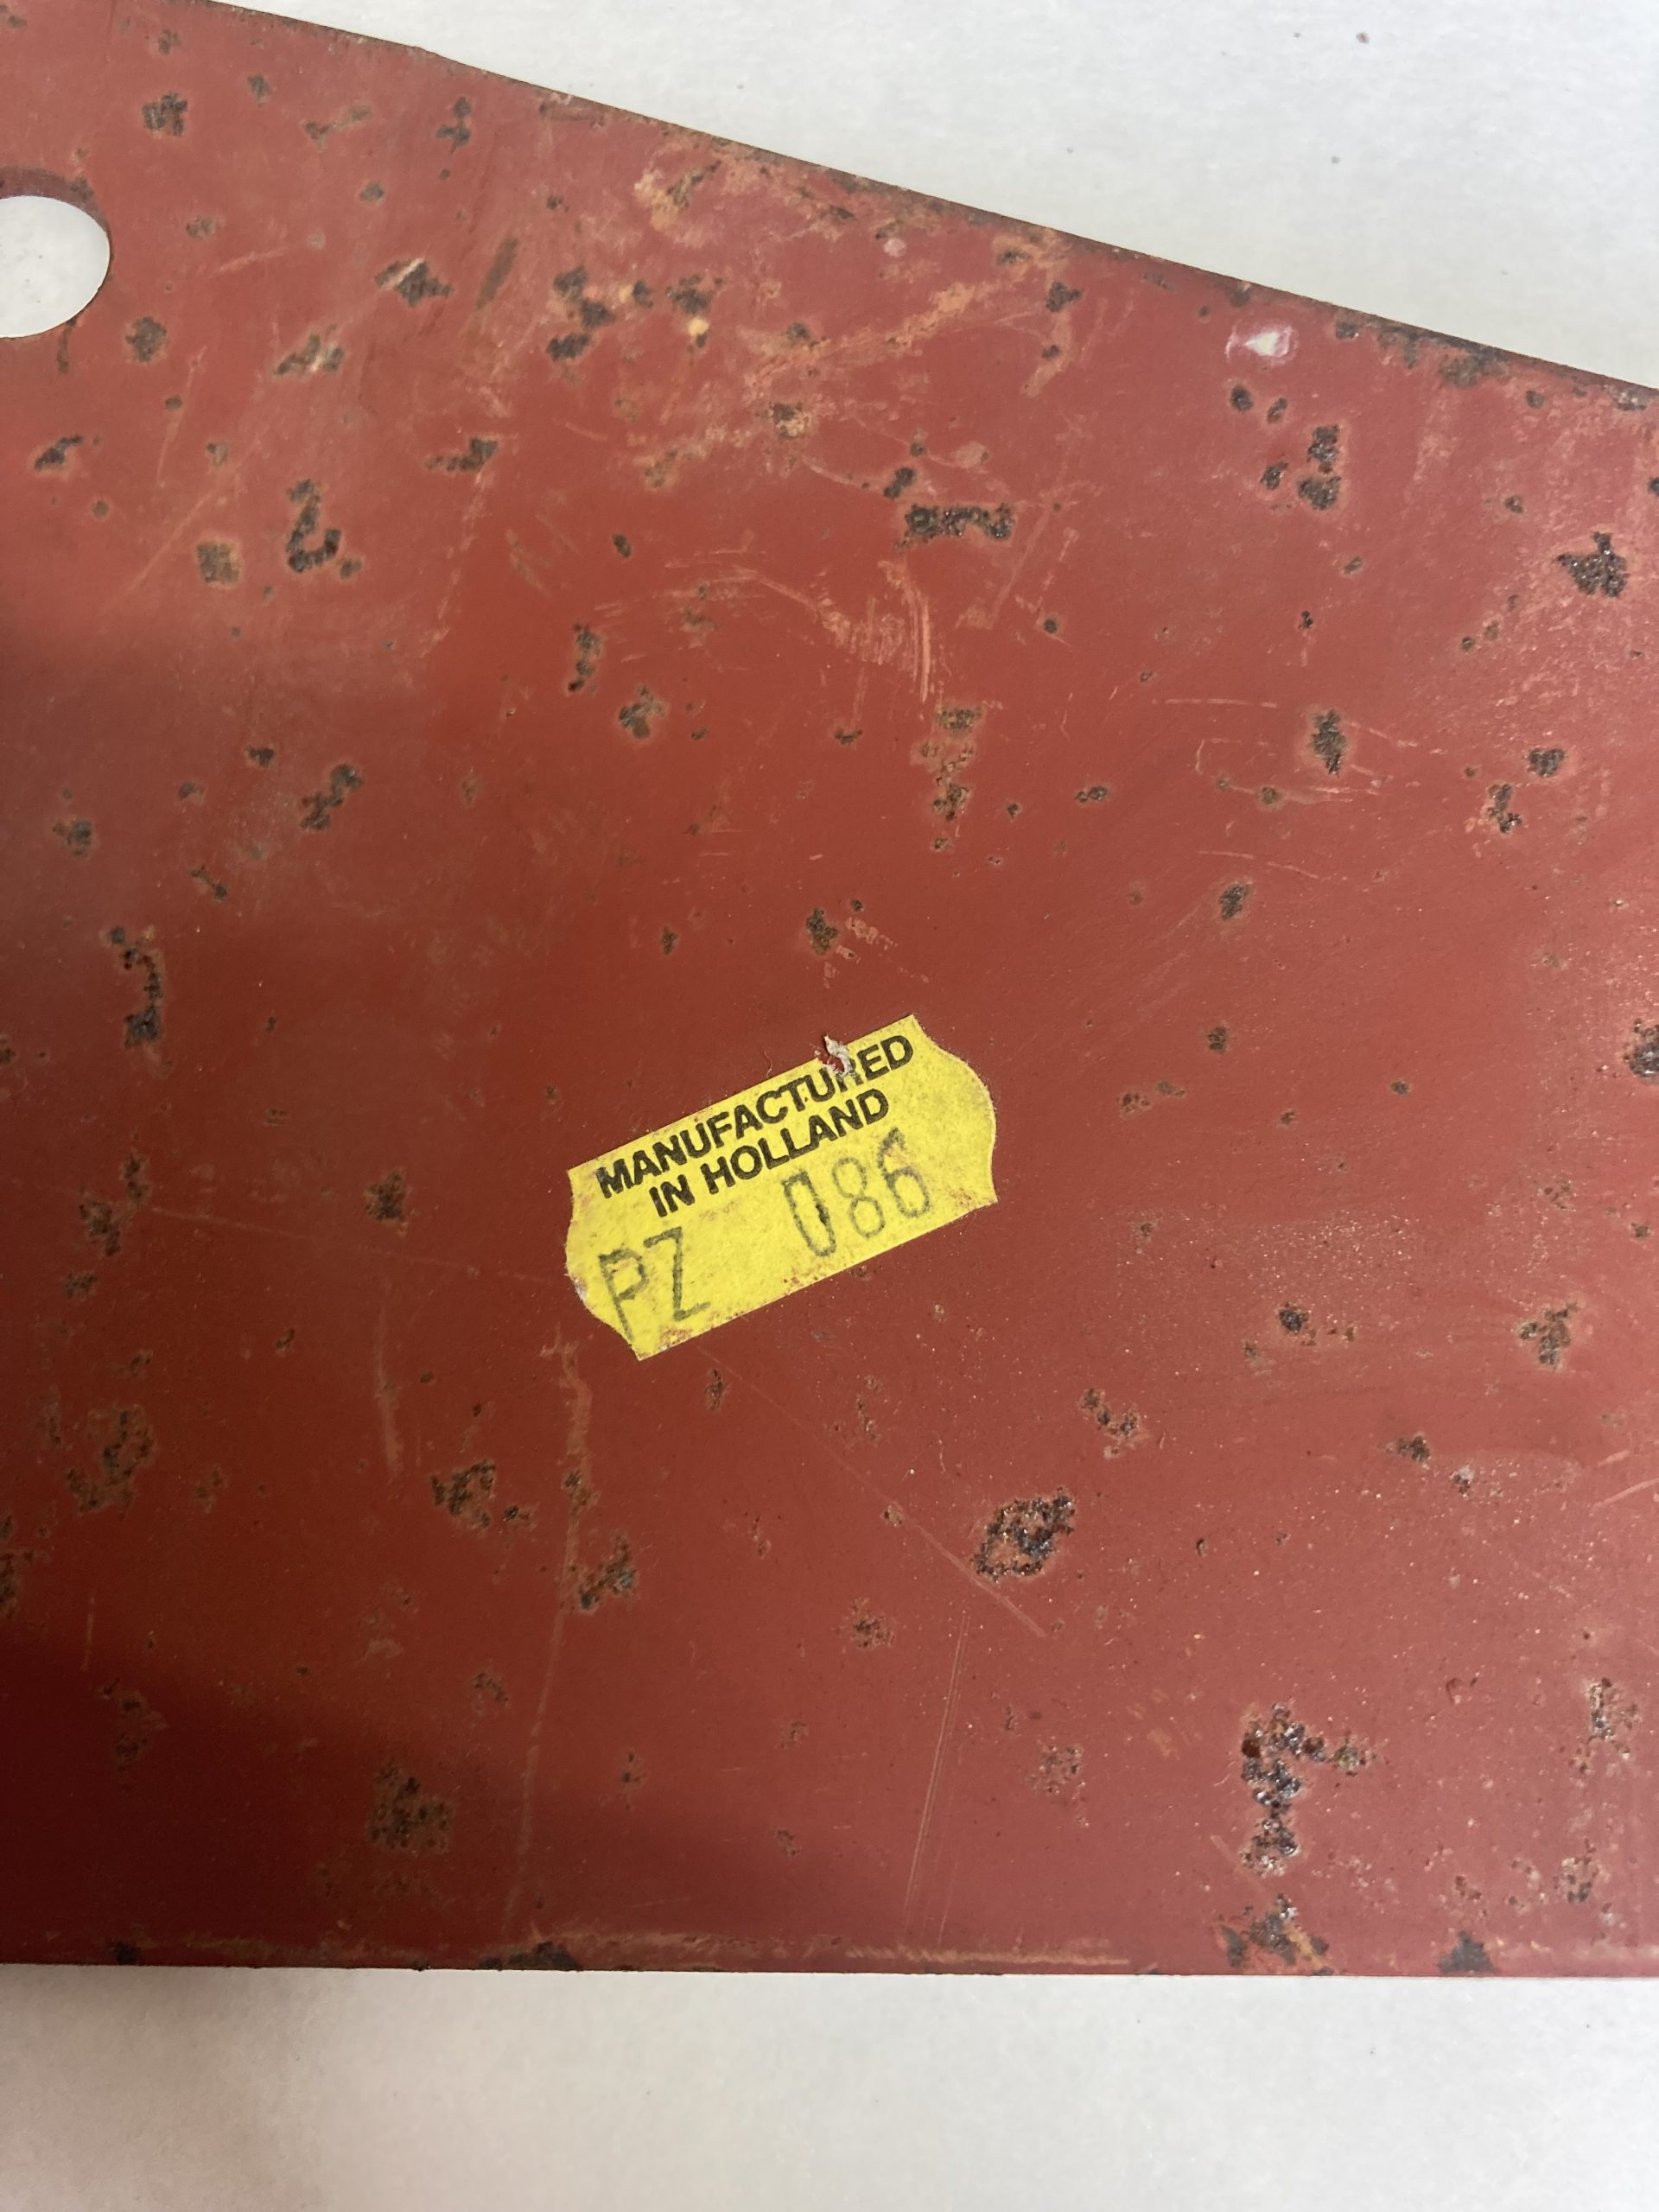 MANUFACTURED
IN HOLLAND
PZ 086